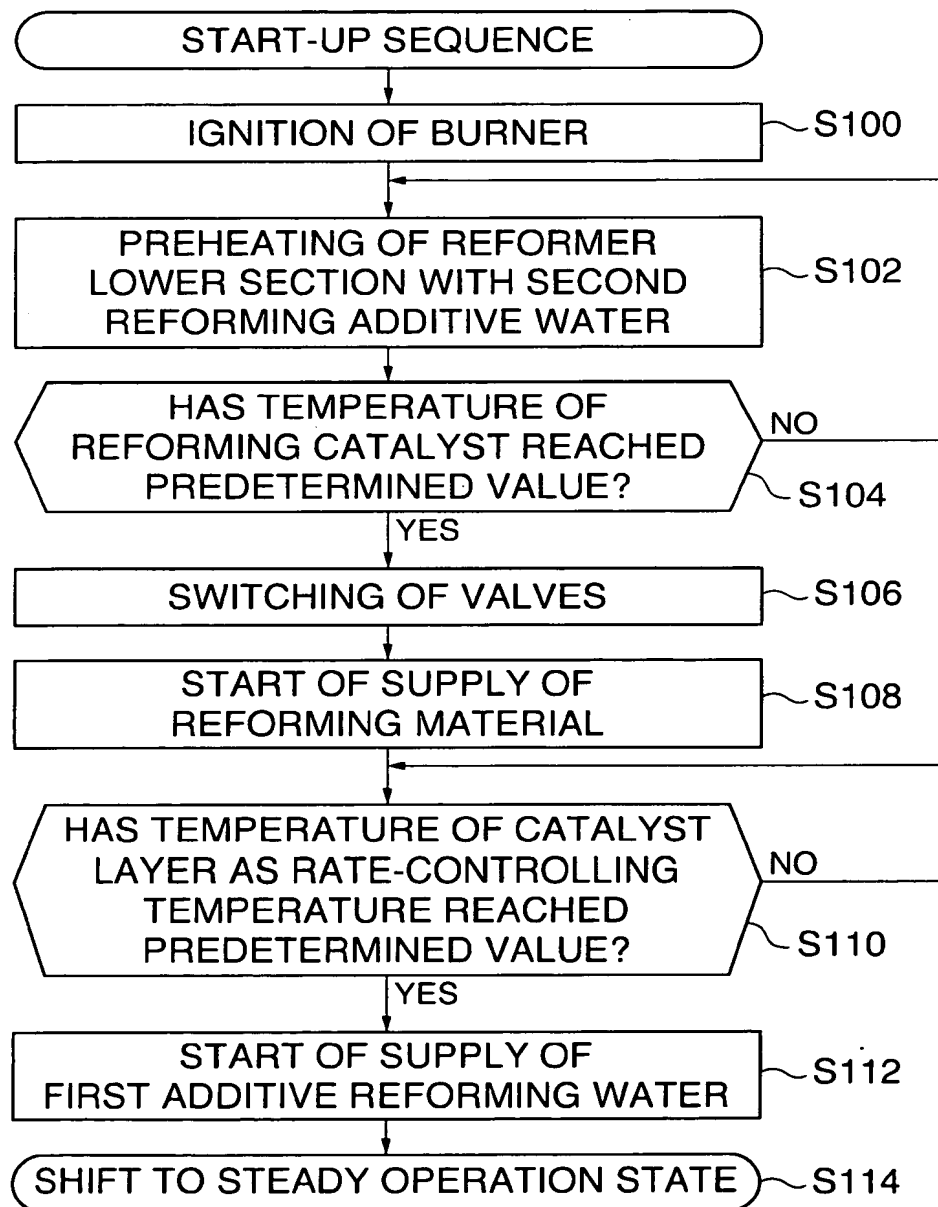 START-UP SEQUENCE
IGNITION OF BURNER
S100
PREHEATING OF REFORMER
LOWER SECTION WITH SECOND
REFORMING ADDITIVE WATER
S102
HAS TEMPERATURE OF
REFORMING CATALYST REACHED
PREDETERMINED VALUE?
NO
S104
YES
SWITCHING OF VALVES
S106
START OF SUPPLY OF
REFORMING MATERIAL
S108
HAS TEMPERATURE OF CATALYST
LAYER AS RATE-CONTROLLING
TEMPERATURE REACHED
PREDETERMINED VALUE?
NO
S110
YES
START OF SUPPLY OF
FIRST ADDITIVE REFORMING WATER
S112
SHIFT TO STEADY OPERATION STATE
S114